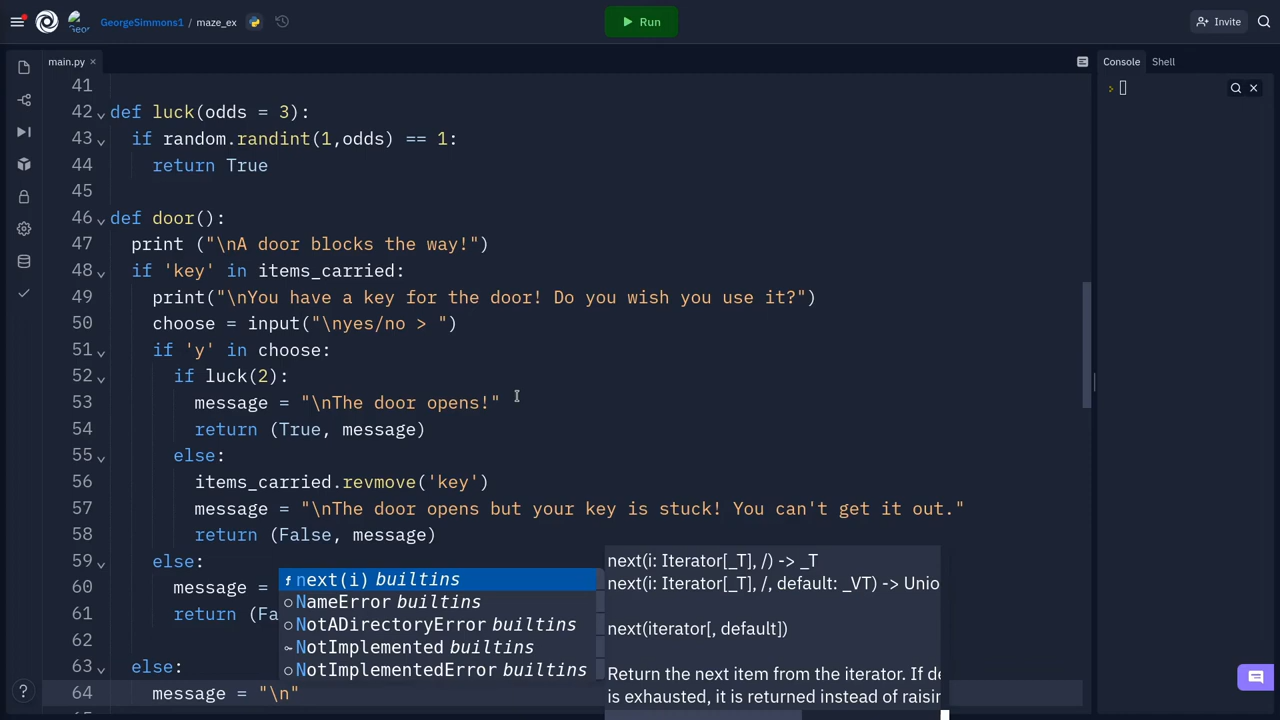 GeorgeSimmons1 / maze_ex
Run
Invite
main.py ×
Console Shell
41
42 def luck(odds = 3):
43 if random.randint(1,odds) == 1:
44 return True
45
46 def door():
47 print ("\nA door blocks the way!")
48 if 'key' in items_carried:
49 print("\nYou have a key for the door! Do you wish you use it?")
50 choose = input("\nyes/no > ")
51 if 'y' in choose:
52 if luck(2):
53 message = "\nThe door opens!"
54 return (True, message)
55 else:
56 items_carried.revmove('key')
57 message = "\nThe door opens but your key is stuck! You can't get it out."
58 return (False, message)
59 else:
60 message =
61 return (Fa
62
63 else:
64 message = "\n"
next(i) builtins
NameError builtins
NotADirectoryError builtins
NotImplemented builtins
NotImplementedError builtins
next(i: Iterator[_T], /) -> _T
next(i: Iterator[_T], /, default: _VT) -> Unio
next(iterator[, default])
Return the next item from the iterator. If de
is exhausted, it is returned instead of raisin